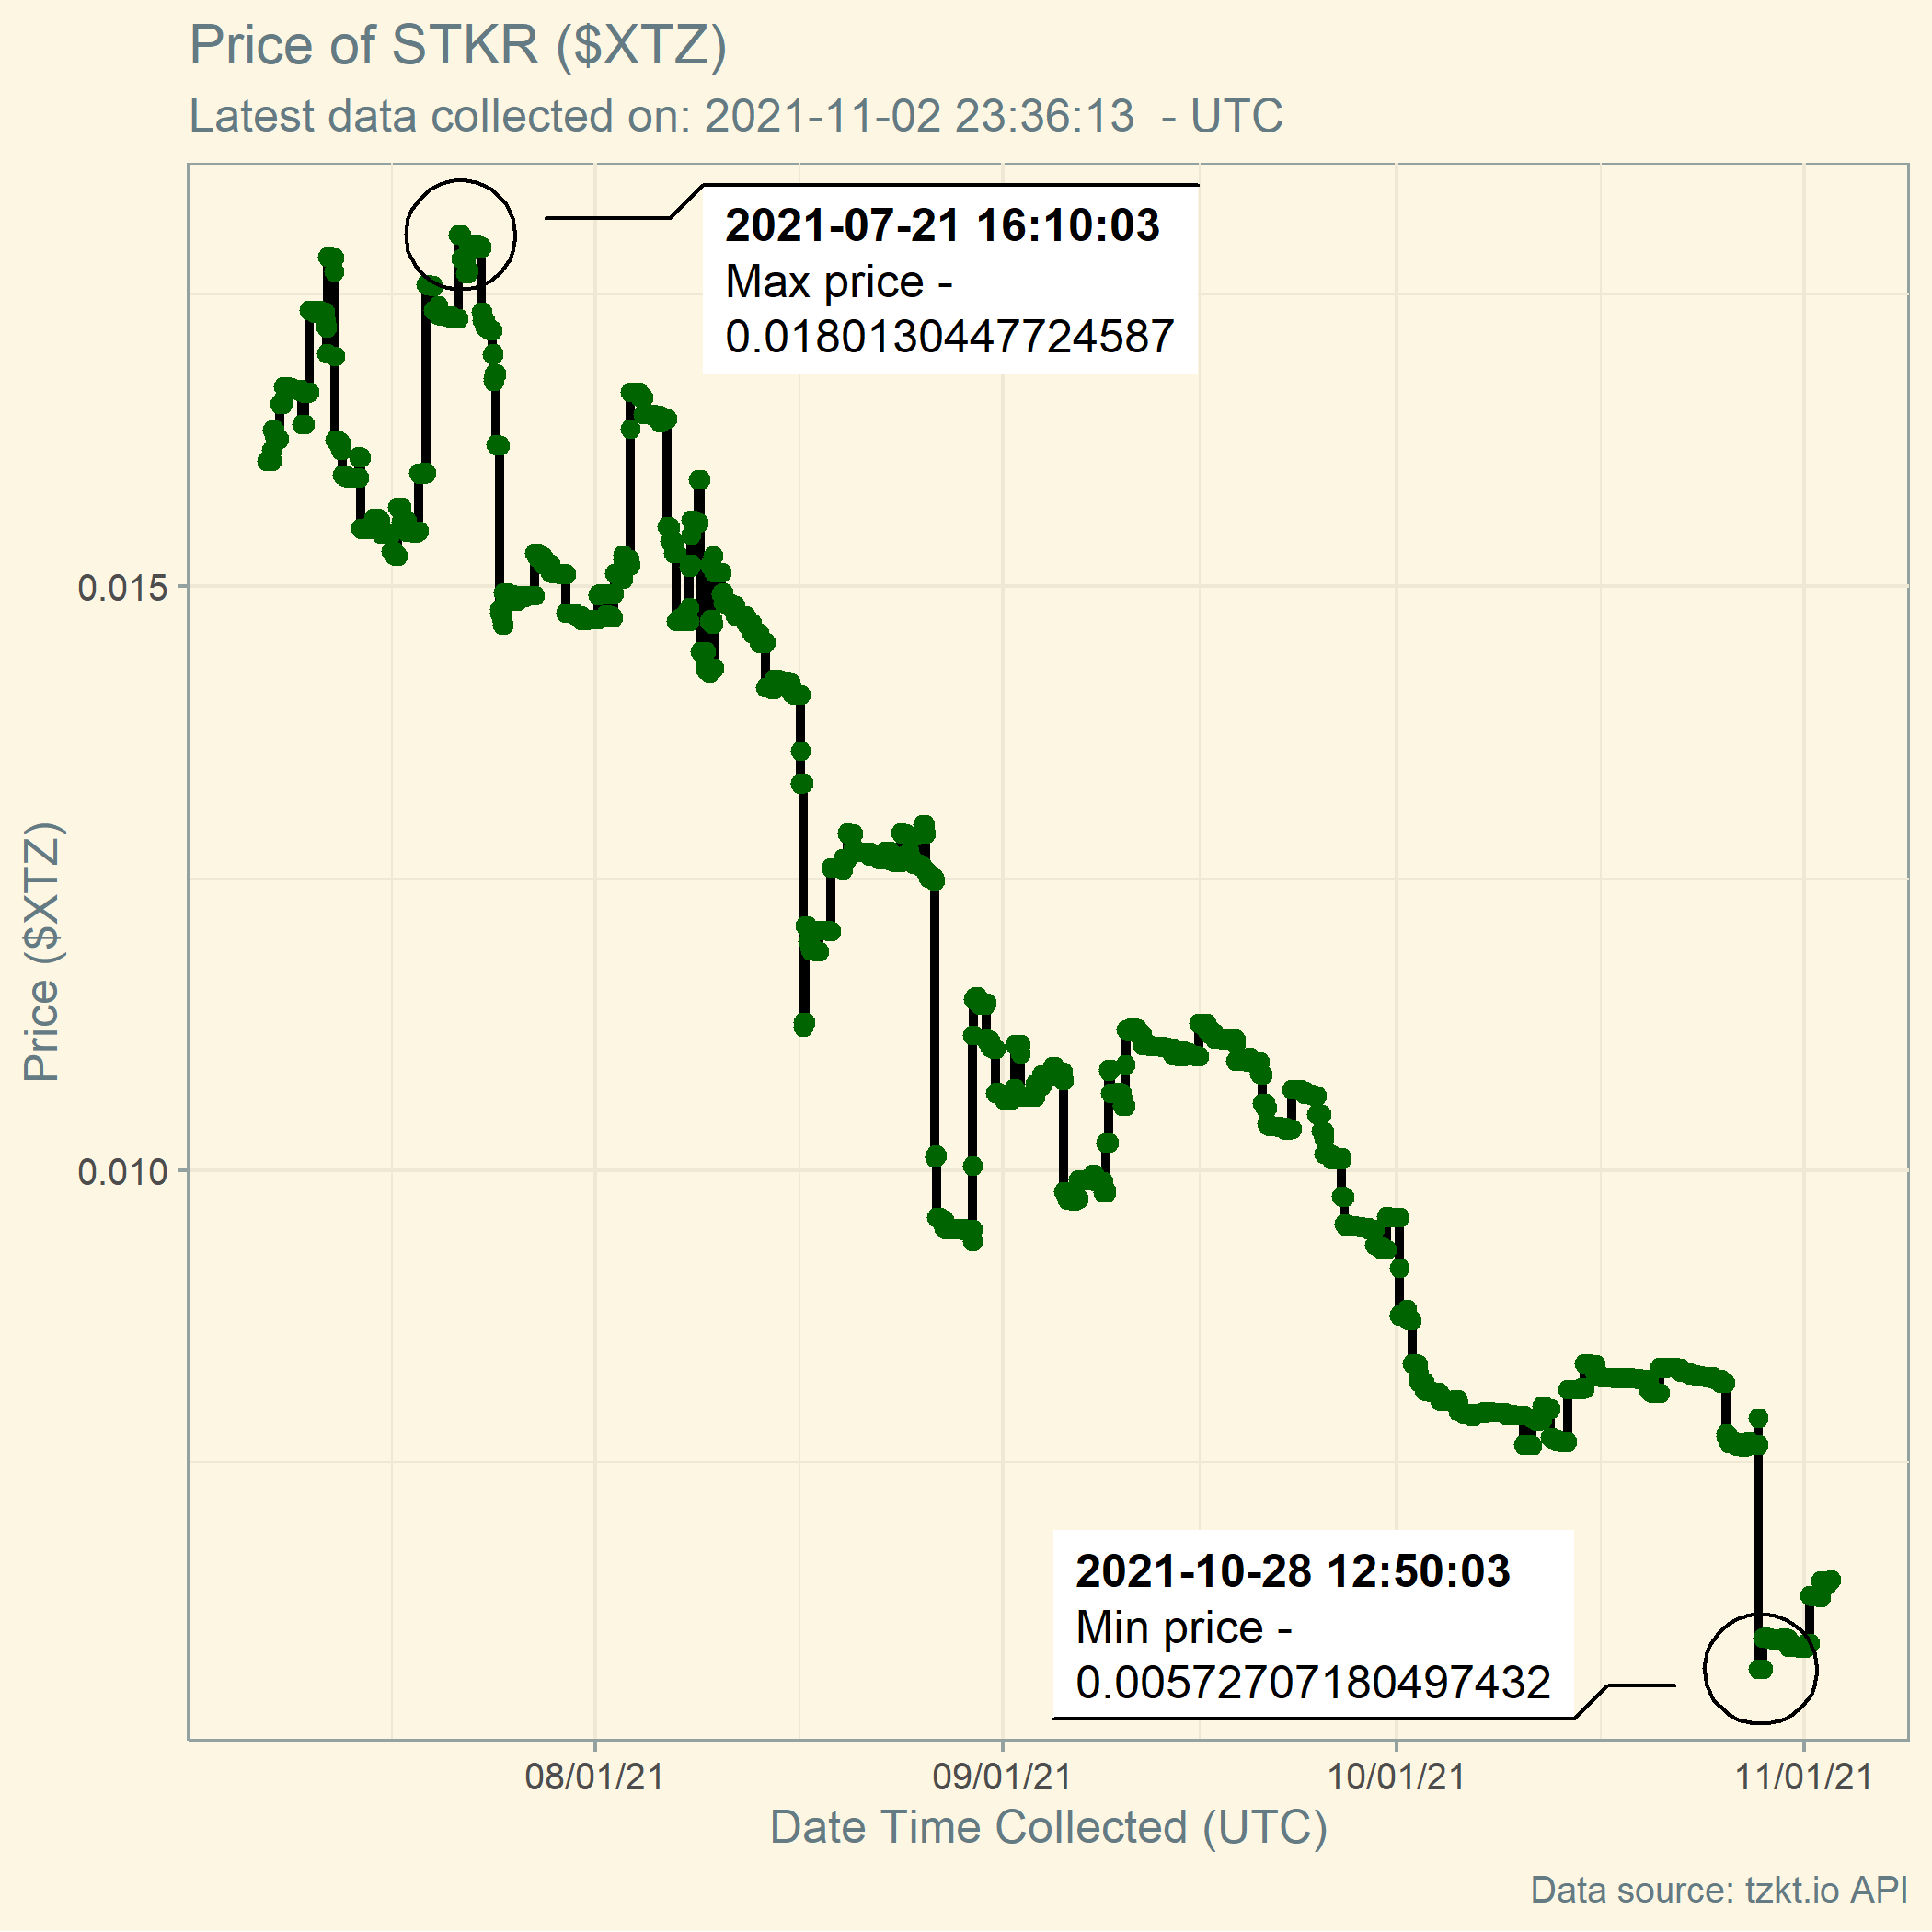 Price of STKR ($XTZ)
Latest data collected on: 2021-11-02 23:36:13  - UTC
2021-07-21 16:10:03
Max price -
0.0180130447724587
0.015
Price ($XTZ)
0.010
2021-10-28 12:50:03
Min price -
0.00572707180497432
08/01/21
09/01/21
10/01/21
11/01/21
Date Time Collected (UTC)
Data source: tzkt.io API